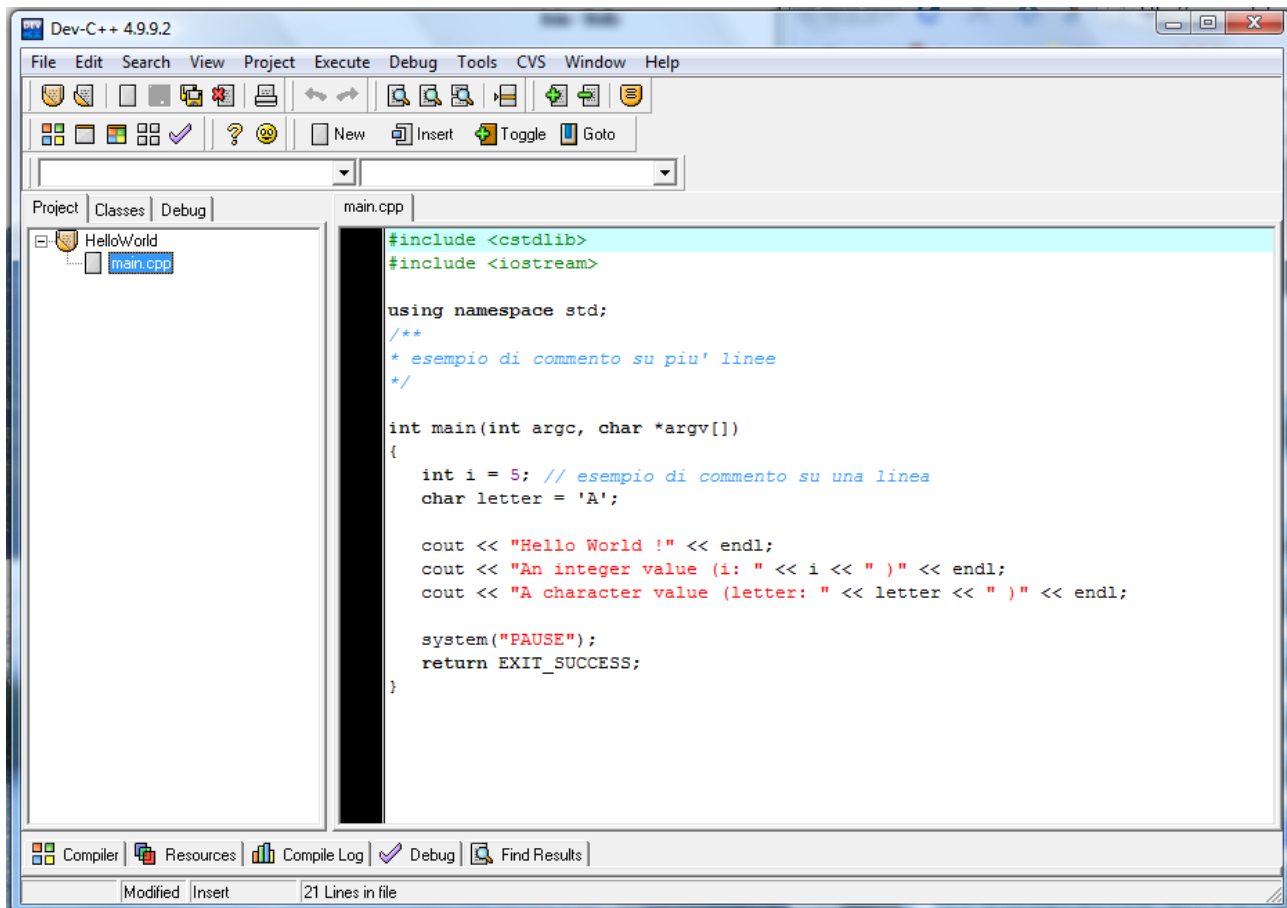 Dev-C++ 4.9.9.2
File Edit Search View Project Execute Debug Tools CVS Window Help
New Insert Toggle Goto
Project Classes Debug
main.cpp
HelloWorld
main.cpp
#include <cstdlib>
#include <iostream>
using namespace std;
/**
* esempio di commento su piu' linee
*/
int main(int argc, char *argv[])
{
int i = 5; // esempio di commento su una linea
char letter = 'A';
cout << "Hello World !" << endl;
cout << "An integer value (i: " << i << " )" << endl;
cout << "A character value (letter: " << letter << " )" << endl;
system("PAUSE");
return EXIT_SUCCESS;
}
Compiler Resources Compile Log Debug Find Results
Modified Insert 21 Lines in file